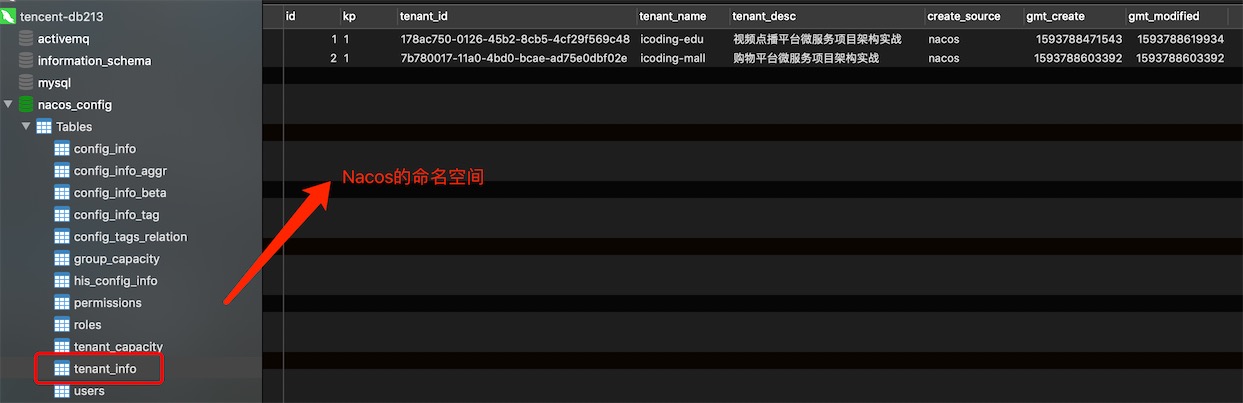 tencent-db213
activemq
information_schema
mysql
nacos_config
Tables
config_info
config_info_aggr
config_info_beta
config_info_tag
config_tags_relation
group_capacity
his_config_info
permissions
roles
tenant_capacity
tenant_info
users
id kp tenant_id tenant_name tenant_desc create_source gmt_create gmt_modified
1 1 178ac750-0126-45b2-8cb5-4cf29f569c48 icoding-edu 视频点播平台微服务项目架构实战 nacos 1593788471543 1593788619934
2 1 7b780017-11a0-4bd0-bcae-ad75e0dbf02e icoding-mall 购物平台微服务项目架构实战 nacos 1593788603392 1593788603392
Nacos的命名空间